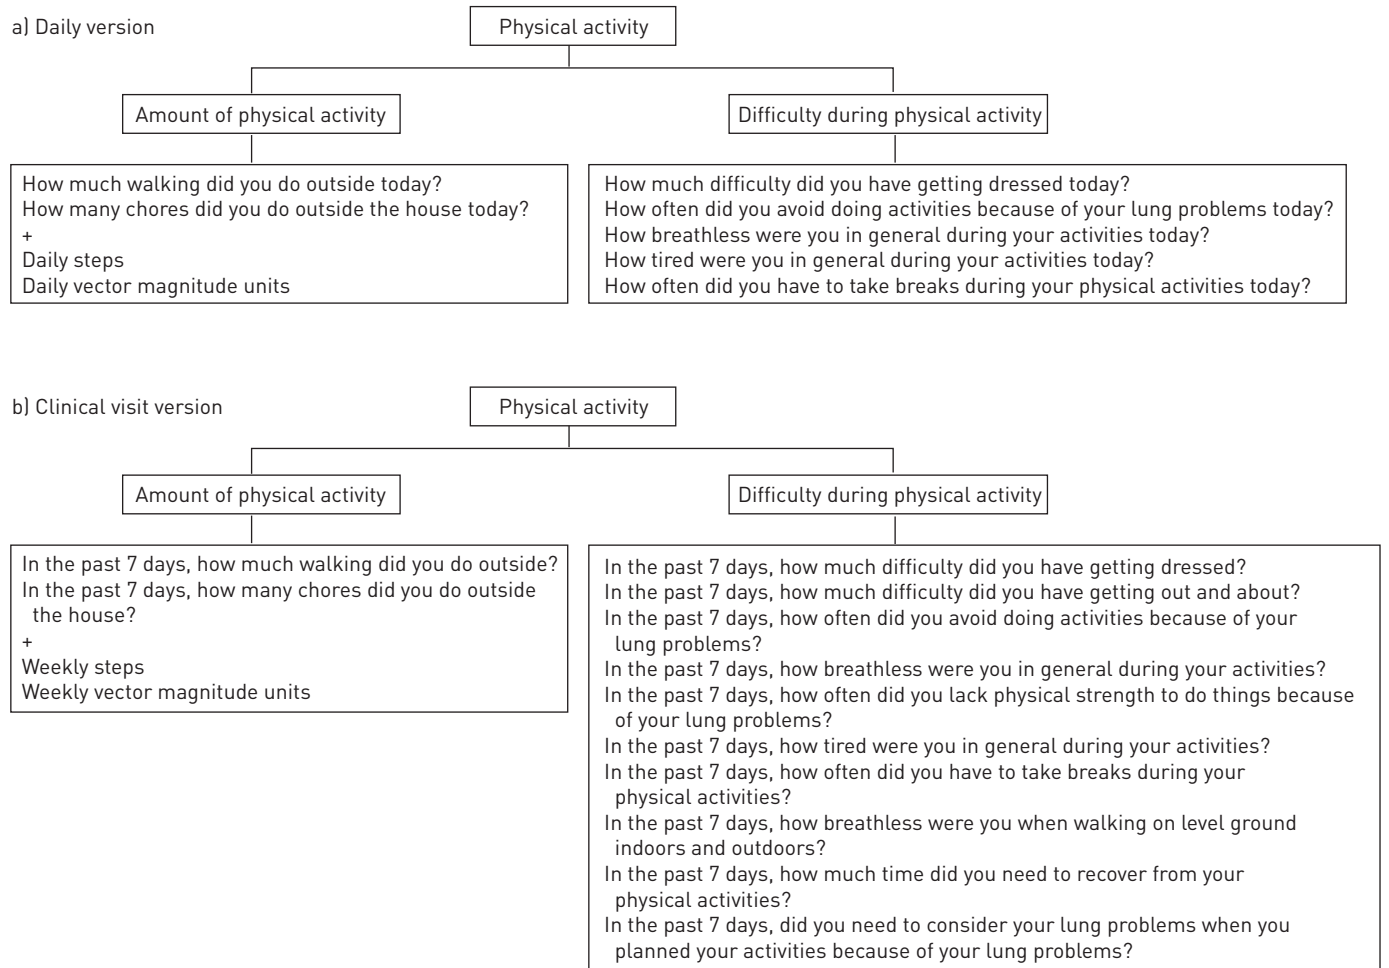 a) Daily version
Physical activity
Amount of physical activity
Difficulty during physical activity
How much walking did you do outside today?
How many chores did you do outside the house today?
+
Daily steps
Daily vector magnitude units
How much difficulty did you have getting dressed today?
How often did you avoid doing activities because of your lung problems today?
How breathless were you in general during your activities today?
How tired were you in general during your activities today?
How often did you have to take breaks during your physical activities today?
b) Clinical visit version
Physical activity
Amount of physical activity
Difficulty during physical activity
In the past 7 days, how much walking did you do outside?
In the past 7 days, how many chores did you do outside
the house?
+
Weekly steps
Weekly vector magnitude units
In the past 7 days, how much difficulty did you have getting dressed?
In the past 7 days, how much difficulty did you have getting out and about?
In the past 7 days, how often did you avoid doing activities because of your
lung problems?
In the past 7 days, how breathless were you in general during your activities?
In the past 7 days, how often did you lack physical strength to do things because
of your lung problems?
In the past 7 days, how tired were you in general during your activities?
In the past 7 days, how often did you have to take breaks during your
physical activities?
In the past 7 days, how breathless were you when walking on level ground
indoors and outdoors?
In the past 7 days, how much time did you need to recover from your
physical activities?
In the past 7 days, did you need to consider your lung problems when you
planned your activities because of your lung problems?